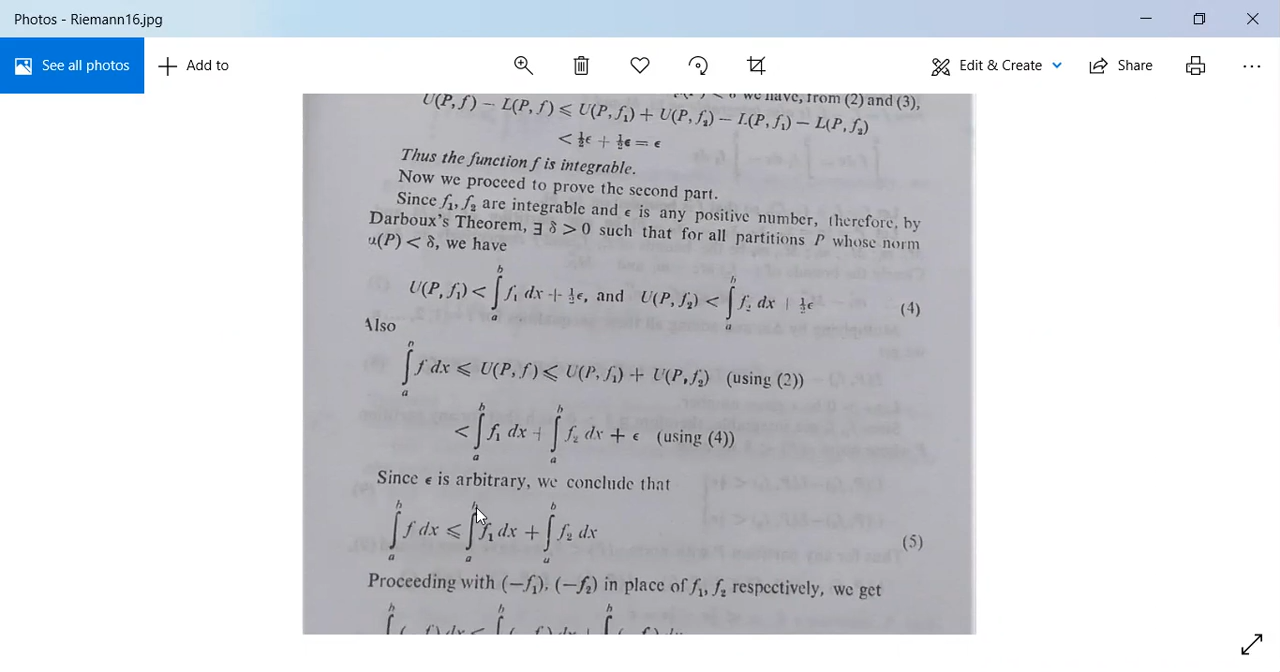 Photos - Riemann16.jpg
See all photos
Add to
Edit & Create
Share
we have, from (2) and (3),
U(P, f) − L(P, f) ⩽ U(P, f₁) + U(P, f₂) − L(P, f₁) − L(P, f₂)
< ½ϵ + ½ϵ = ϵ
Thus the function f is integrable.
Now we proceed to prove the second part.
Since f₁, f₂ are integrable and ϵ is any positive number, therefore, by
Darboux's Theorem, ∃ δ > 0 such that for all partitions P whose norm
μ(P) < δ, we have
U(P, f₁) < ∫ₐᵇ f₁ dx + ½ϵ, and U(P, f₂) < ∫ₐᵇ f₂ dx + ½ϵ (4)
Also
∫ₐᵇ f dx ⩽ U(P, f) ⩽ U(P, f₁) + U(P, f₂) (using (2))
< ∫ₐᵇ f₁ dx + ∫ₐᵇ f₂ dx + ϵ (using (4))
Since ϵ is arbitrary, we conclude that
∫ₐᵇ f dx ⩽ ∫ₐᵇ f₁ dx + ∫ₐᵇ f₂ dx (5)
Proceeding with (−f₁), (−f₂) in place of f₁, f₂ respectively, we get